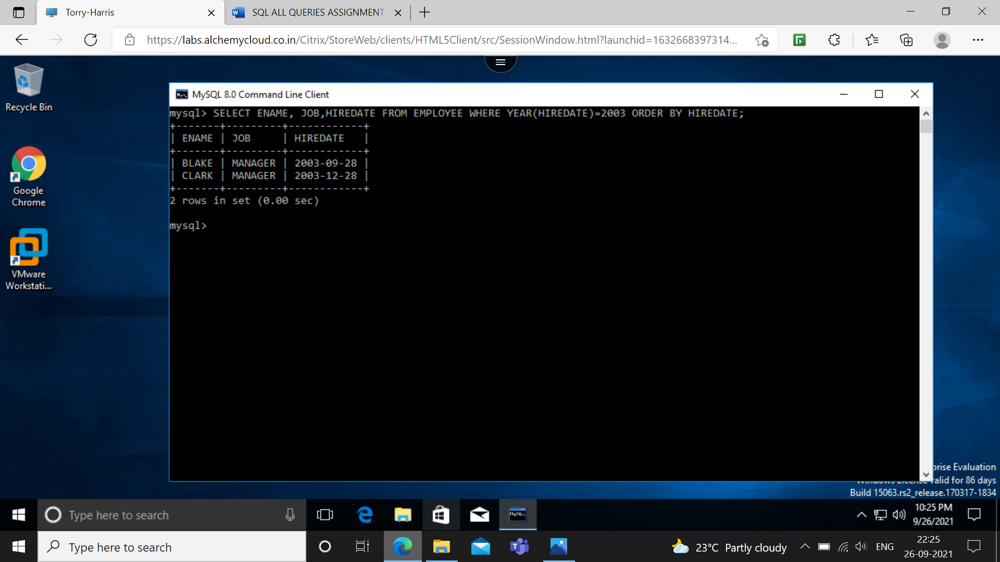 Torry-Harris
SQL ALL QUERIES ASSIGNMENT.
https://labs.alchemycloud.co.in/Citrix/StoreWeb/clients/HTML5Client/src/SessionWindow.html?launchid=1632668397314...
Recycle Bin
Google
Chrome
VMware
Workstati...
MySQL 8.0 Command Line Client
mysql> SELECT ENAME, JOB,HIREDATE FROM EMPLOYEE WHERE YEAR(HIREDATE)=2003 ORDER BY HIREDATE;
+-------+---------+------------+
| ENAME | JOB     | HIREDATE   |
+-------+---------+------------+
| BLAKE | MANAGER | 2003-09-28 |
| CLARK | MANAGER | 2003-12-28 |
+-------+---------+------------+
2 rows in set (0.00 sec)
mysql>
prise Evaluation
Windows License valid for 86 days
Build 15063.rs2_release.170317-1834
Type here to search
10:25 PM
9/26/2021
Type here to search
23°C Partly cloudy
ENG
22:25
26-09-2021